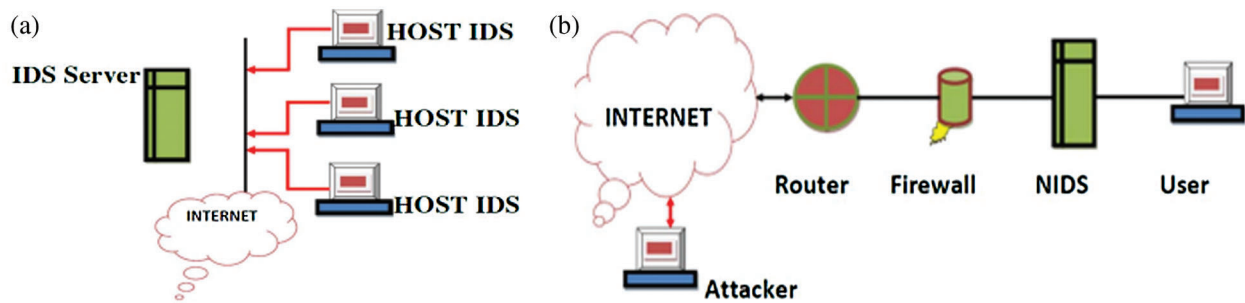 (a)
HOST IDS
IDS Server
HOST IDS
HOST IDS
INTERNET
(b)
INTERNET
Router
Firewall
NIDS
User
Attacker